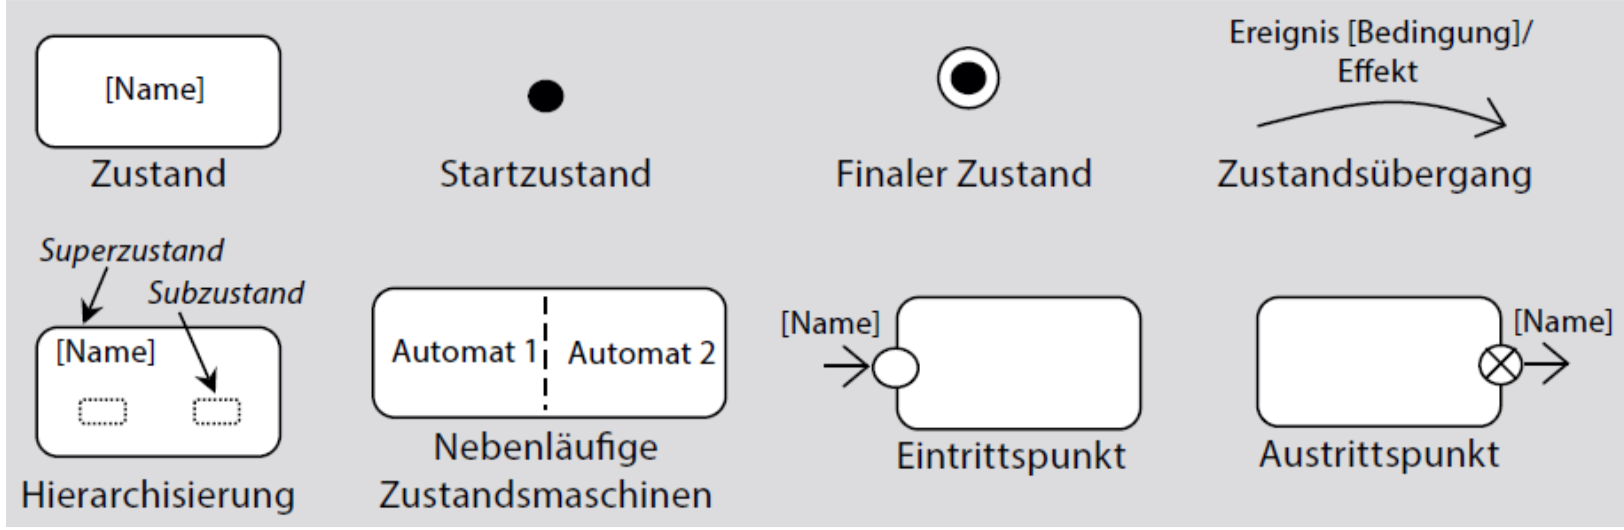 [Name]
Zustand
Startzustand
Finaler Zustand
Ereignis [Bedingung]/
Effekt
Zustandsübergang
Superzustand
Subzustand
[Name]
Hierarchisierung
Automat 1
Automat 2
Nebenläufige
Zustandsmaschinen
[Name]
Eintrittspunkt
[Name]
Austrittspunkt